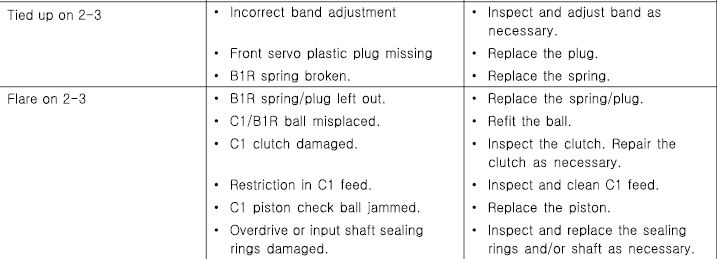 Tied up on 2-3
• Incorrect band adjustment
• Inspect and adjust band as
necessary.
• Front servo plastic plug missing
• Replace the plug.
• B1R spring broken.
• Replace the spring.
Flare on 2-3
• B1R spring/plug left out.
• Replace the spring/plug.
• C1/B1R ball misplaced.
• Refit the ball.
• C1 clutch damaged.
• Inspect the clutch. Repair the
clutch as necessary.
• Restriction in C1 feed.
• Inspect and clean C1 feed.
• C1 piston check ball jammed.
• Replace the piston.
• Overdrive or input shaft sealing
rings damaged.
• Inspect and replace the sealing
rings and/or shaft as necessary.